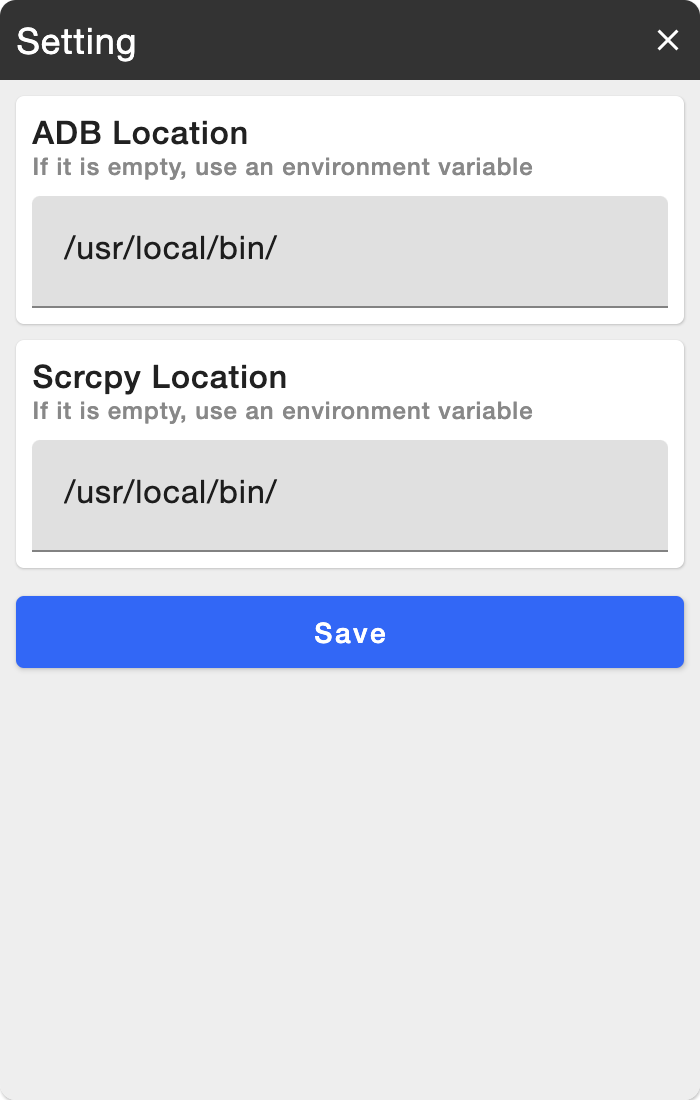 Setting
ADB Location
If it is empty, use an environment variable
/usr/local/bin/
Scrcpy Location
If it is empty, use an environment variable
/usr/local/bin/
Save